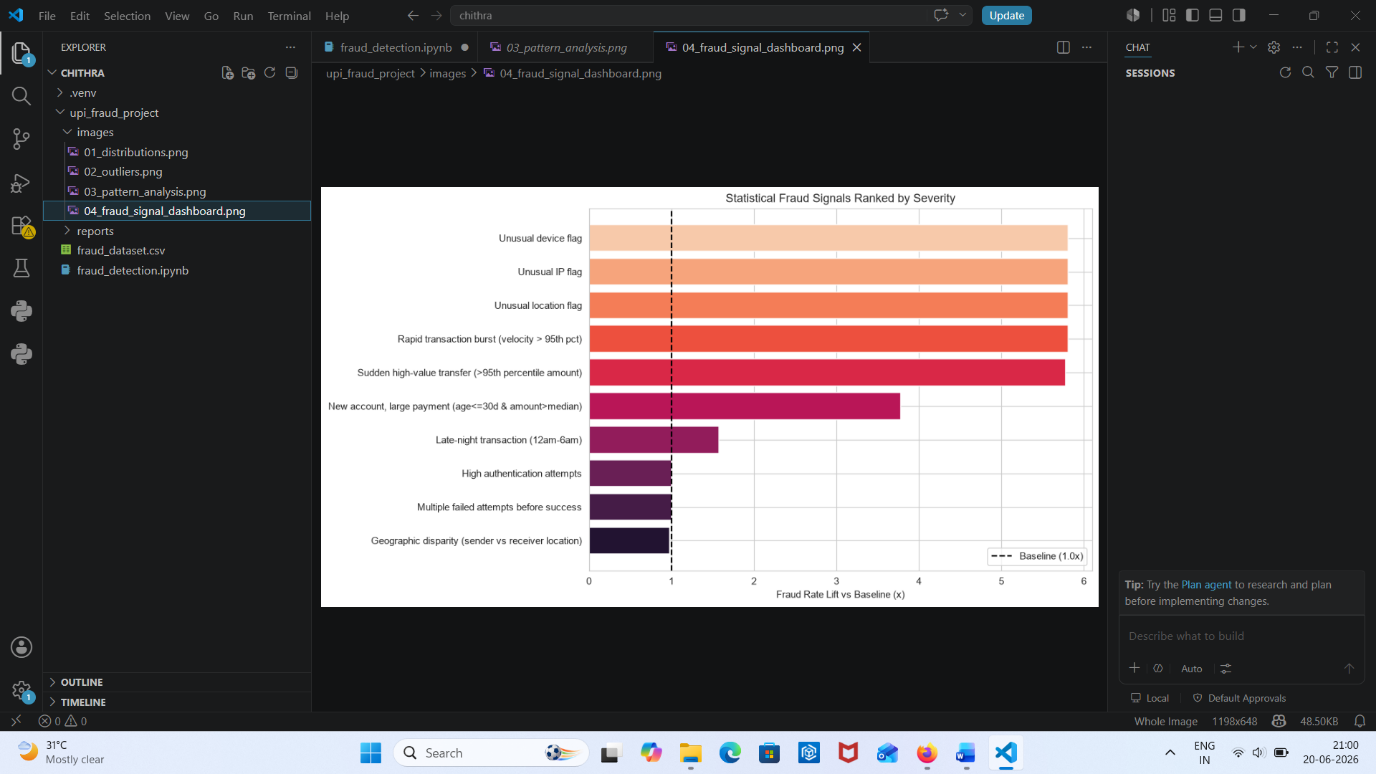 File Edit Selection View Go Run Terminal Help
chithra
Update
EXPLORER
CHITHRA
.venv
upi_fraud_project
images
01_distributions.png
02_outliers.png
03_pattern_analysis.png
04_fraud_signal_dashboard.png
reports
fraud_dataset.csv
fraud_detection.ipynb
OUTLINE
TIMELINE
1
1
fraud_detection.ipynb
03_pattern_analysis.png
04_fraud_signal_dashboard.png
upi_fraud_project > images > 04_fraud_signal_dashboard.png
Statistical Fraud Signals Ranked by Severity
Unusual device flag
Unusual IP flag
Unusual location flag
Rapid transaction burst (velocity > 95th pct)
Sudden high-value transfer (>95th percentile amount)
New account, large payment (age<=30d & amount>median)
Late-night transaction (12am-6am)
High authentication attempts
Multiple failed attempts before success
Geographic disparity (sender vs receiver location)
Baseline (1.0x)
0 1 2 3 4 5 6
Fraud Rate Lift vs Baseline (x)
CHAT
SESSIONS
Tip: Try the Plan agent to research and plan
before implementing changes.
Describe what to build
Auto
Local Default Approvals
0 0
Whole Image 1198x648 48.50KB
31°C
Mostly clear
Search
ENG
IN
21:00
20-06-2026